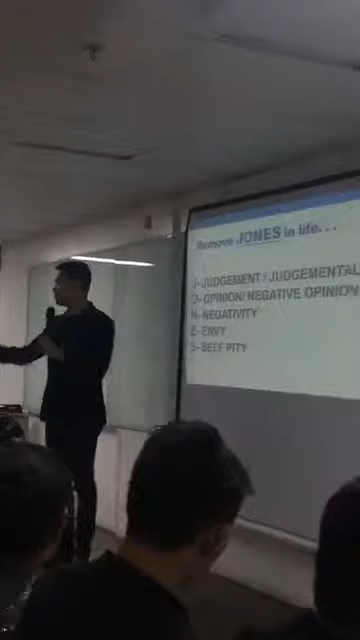 Remove JONES in life. . .
J- JUDGEMENT / JUDGEMENTAL
O- OPINION/ NEGATIVE OPINION
N- NEGATIVITY
E- ENVY
S- SELF PITY